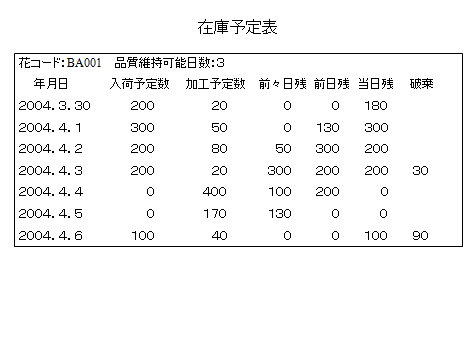 在庫予定表
花コード:BA001 品質維持可能日数:3
年月日 入荷予定数 加工予定数 前々日残 前日残 当日残 破棄
2004.3.30 200 20 0 0 180
2004.4.1 300 50 0 130 300
2004.4.2 200 80 50 300 200
2004.4.3 200 20 300 200 200 30
2004.4.4 0 400 100 200 0
2004.4.5 0 170 130 0 0
2004.4.6 100 40 0 0 100 90